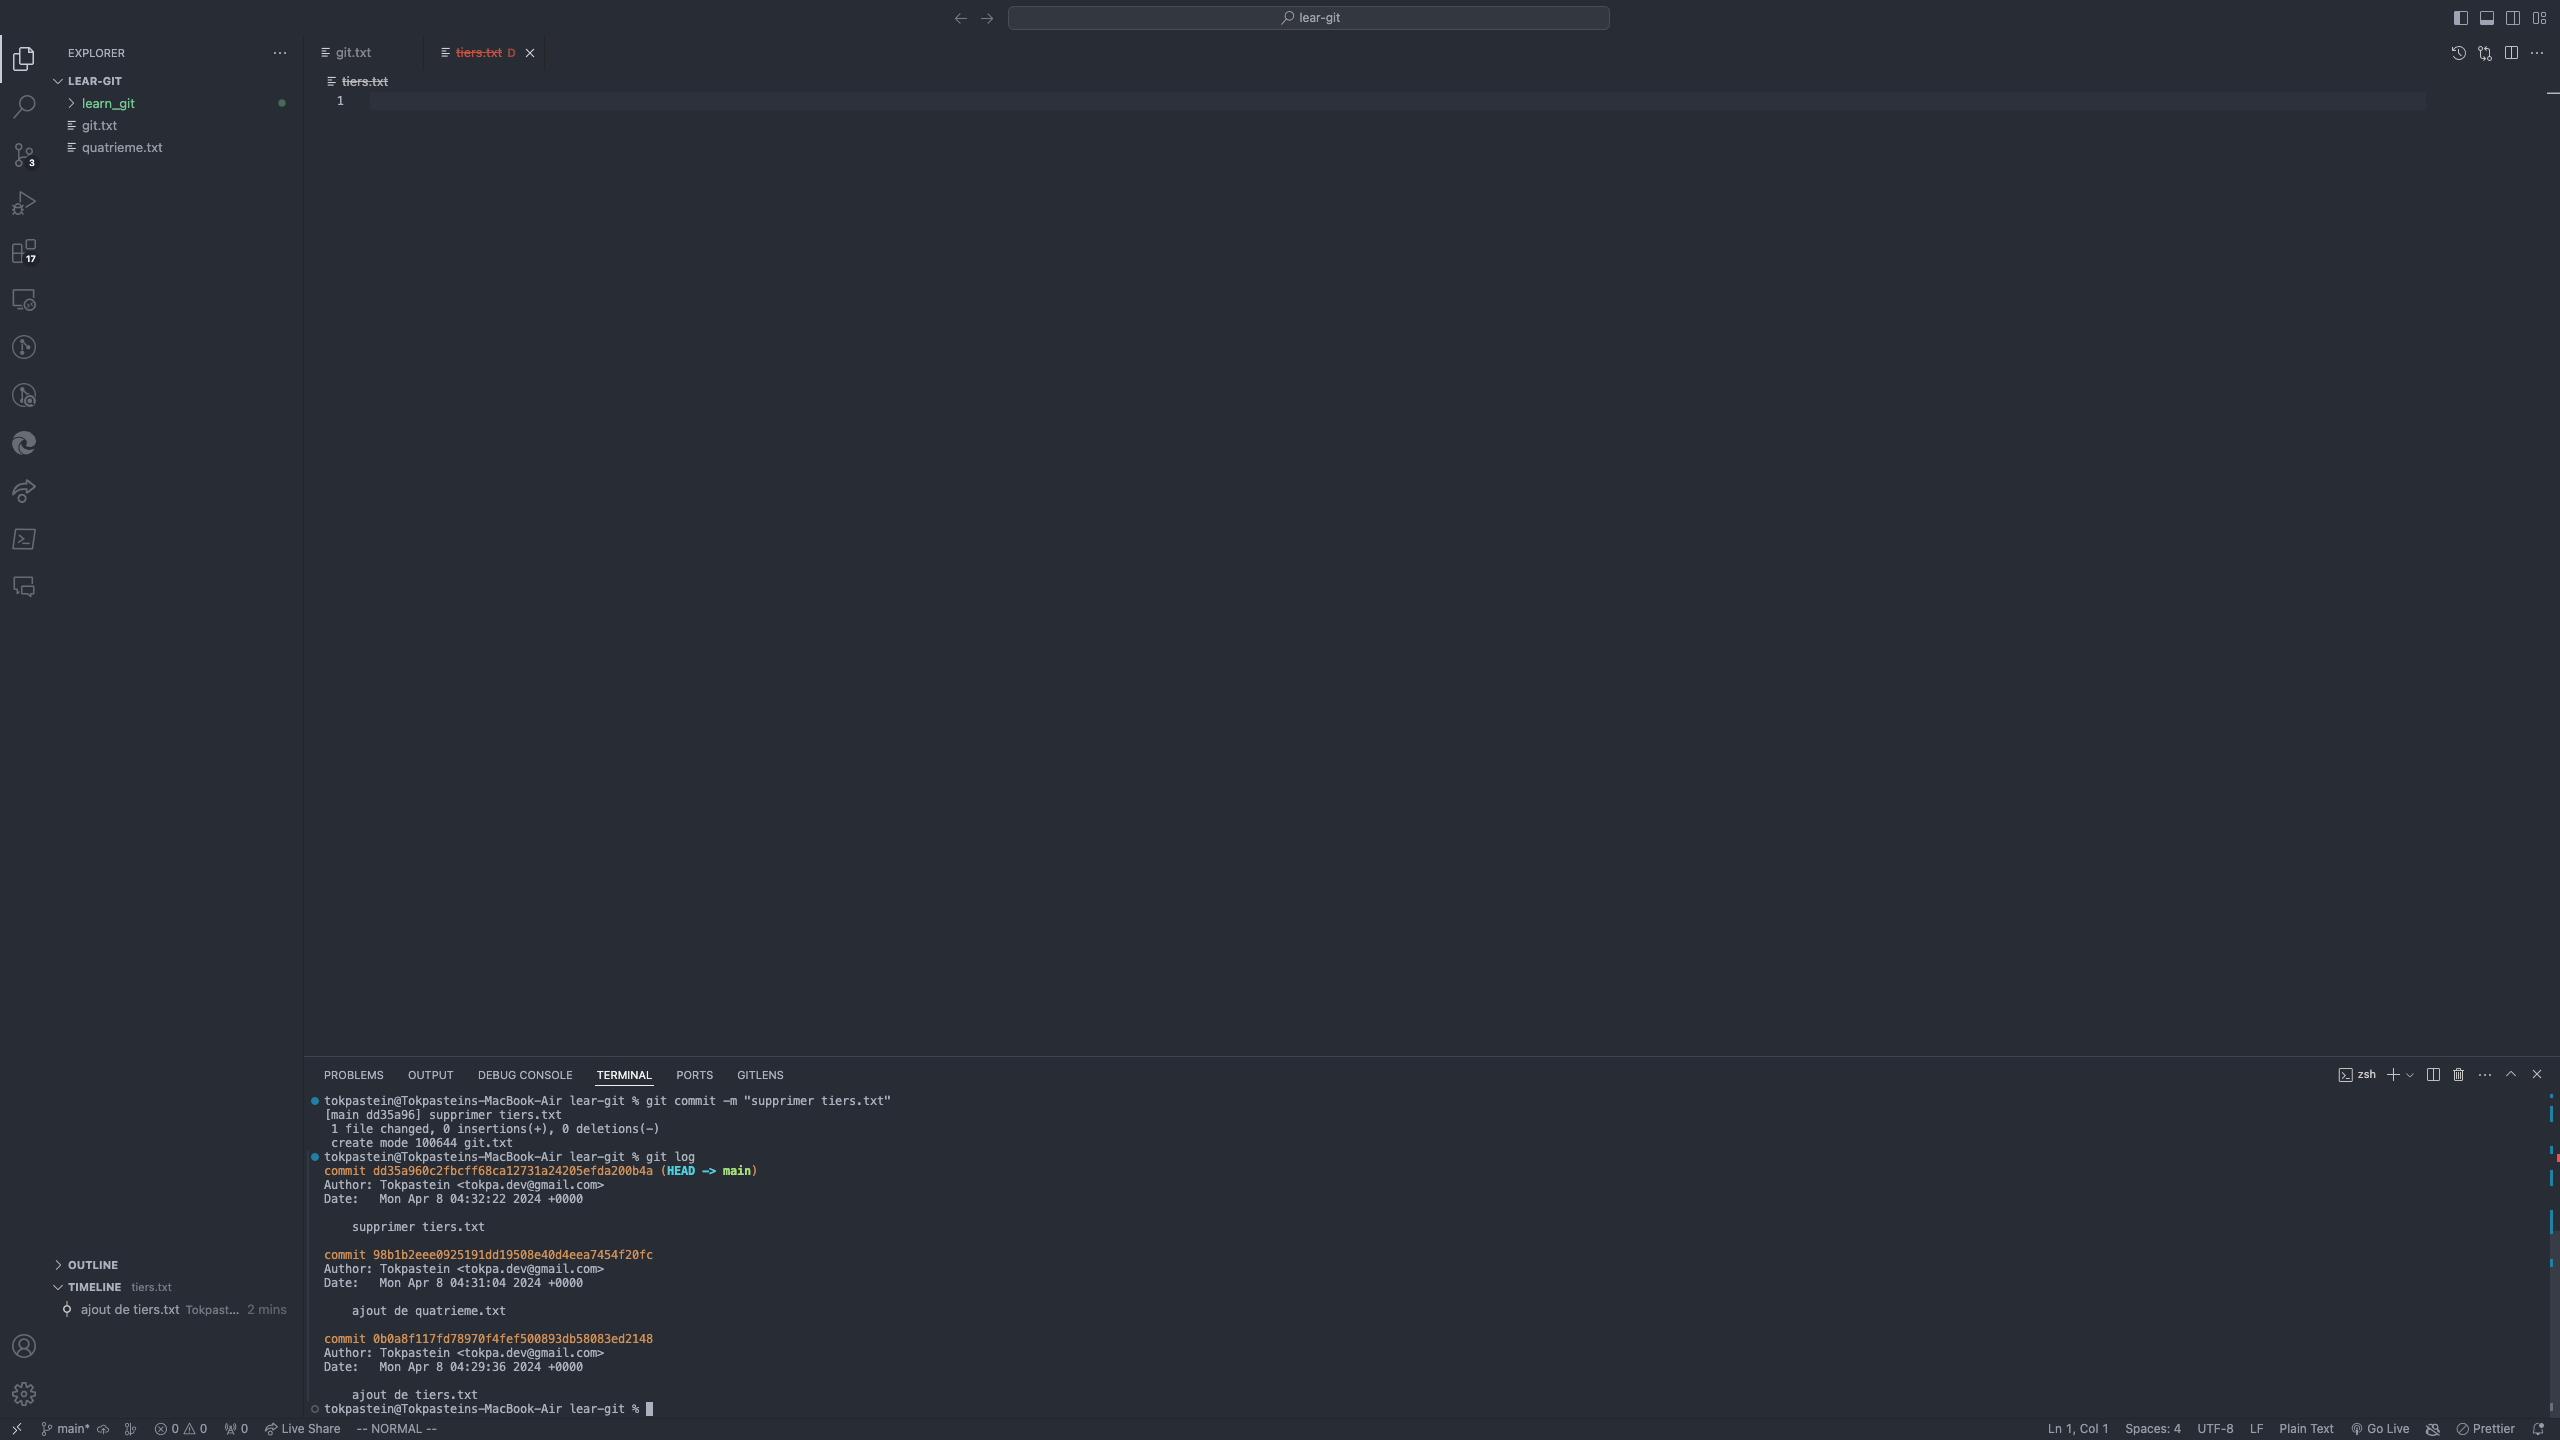 lear-git
EXPLORER
LEAR-GIT
learn_git
git.txt
quatrieme.txt
3
17
git.txt
tiers.txt D
tiers.txt
1
OUTLINE
TIMELINE tiers.txt
ajout de tiers.txt Tokpast... 2 mins
PROBLEMS OUTPUT DEBUG CONSOLE TERMINAL PORTS GITLENS
zsh
tokpastein@Tokpasteins-MacBook-Air lear-git % git commit -m "supprimer tiers.txt"
[main dd35a96] supprimer tiers.txt
1 file changed, 0 insertions(+), 0 deletions(-)
create mode 100644 git.txt
tokpastein@Tokpasteins-MacBook-Air lear-git % git log
commit dd35a960c2fbcff68ca12731a24205efda200b4a (HEAD -> main)
Author: Tokpastein <tokpa.dev@gmail.com>
Date:   Mon Apr 8 04:32:22 2024 +0000
supprimer tiers.txt
commit 98b1b2eee0925191dd19508e40d4eea7454f20fc
Author: Tokpastein <tokpa.dev@gmail.com>
Date:   Mon Apr 8 04:31:04 2024 +0000
ajout de quatrieme.txt
commit 0b0a8f117fd78970f4fef500893db58083ed2148
Author: Tokpastein <tokpa.dev@gmail.com>
Date:   Mon Apr 8 04:29:36 2024 +0000
ajout de tiers.txt
tokpastein@Tokpasteins-MacBook-Air lear-git %
main* 0 0 0 Live Share -- NORMAL -- Ln 1, Col 1 Spaces: 4 UTF-8 LF Plain Text Go Live Prettier